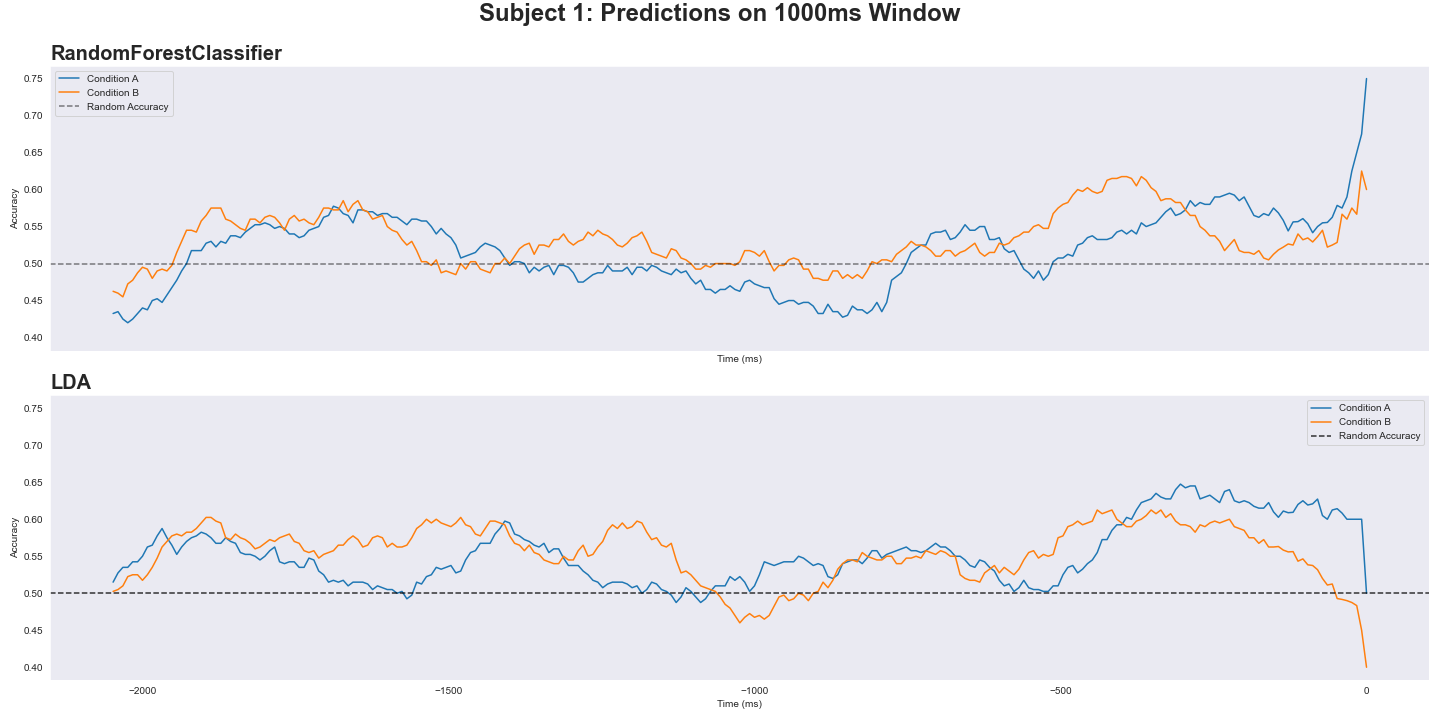 Subject 1: Predictions on 1000ms Window
RandomForestClassifier
Accuracy
0.75
0.70
0.65
0.60
0.55
0.50
0.45
0.40
Condition A
Condition B
Random Accuracy
Time (ms)
LDA
Accuracy
0.75
0.70
0.65
0.60
0.55
0.50
0.45
0.40
Condition A
Condition B
Random Accuracy
−2000 −1500 −1000 −500 0
Time (ms)